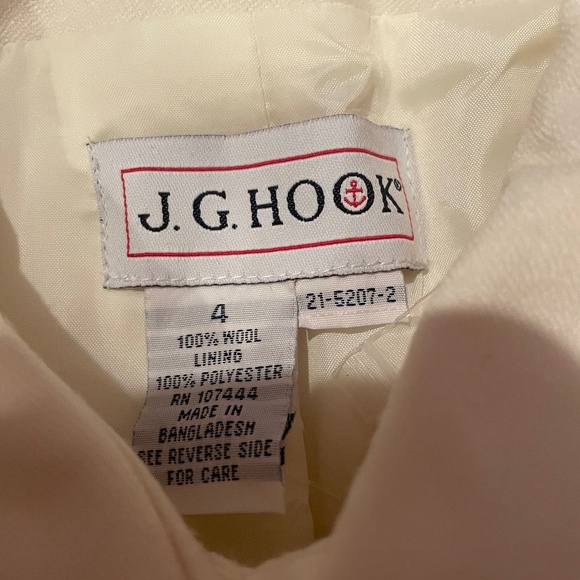 J.G.HOOK®
4
100% WOOL
LINING
100% POLYESTER
RN 107444
MADE IN
BANGLADESH
SEE REVERSE SIDE
FOR CARE
21-5207-2